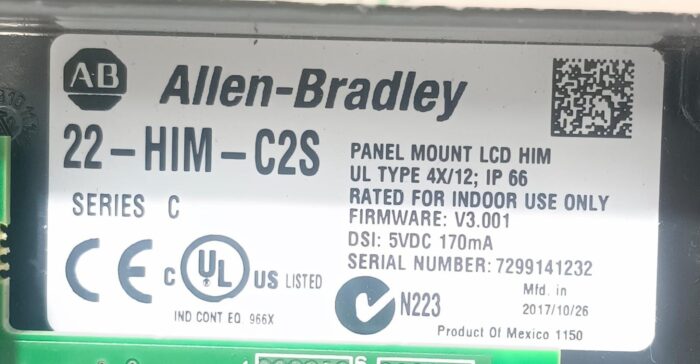 AB Allen-Bradley
22-HIM-C2S
SERIES C
PANEL MOUNT LCD HIM
UL TYPE 4X/12; IP 66
RATED FOR INDOOR USE ONLY
FIRMWARE: V3.001
DSI: 5VDC 170mA
SERIAL NUMBER: 7299141232
CE C UL US LISTED
IND CONT EQ. 966X
N223
Mfd. in
2017/10/26
Product Of Mexico 1150